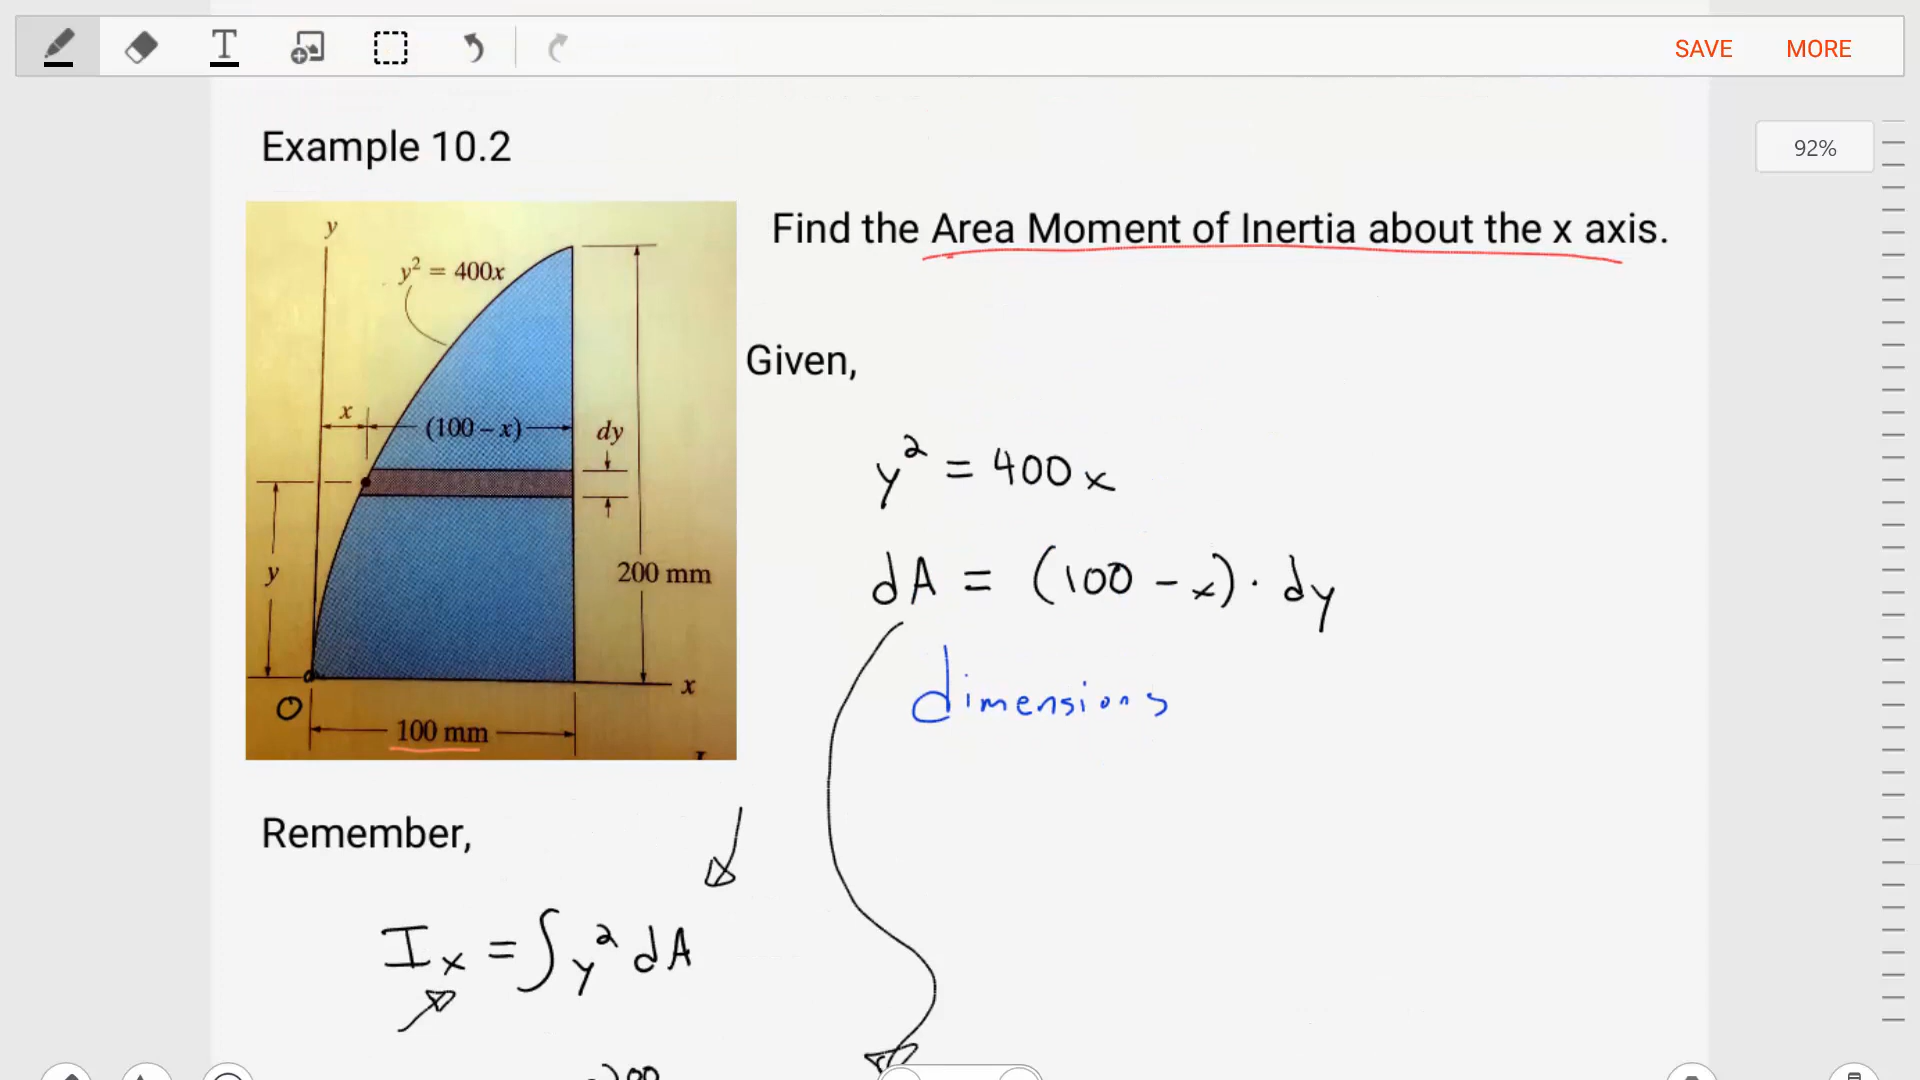 T
SAVE
MORE
92%
Example 10.2
Find the Area Moment of Inertia about the x axis.
y
y² = 400x
x
(100 – x)
dy
y
200 mm
x
O
100 mm
Given,
y² = 400x
dA = (100 - x) · dy
dimensions
Remember,
Iₓ = ∫y² dA